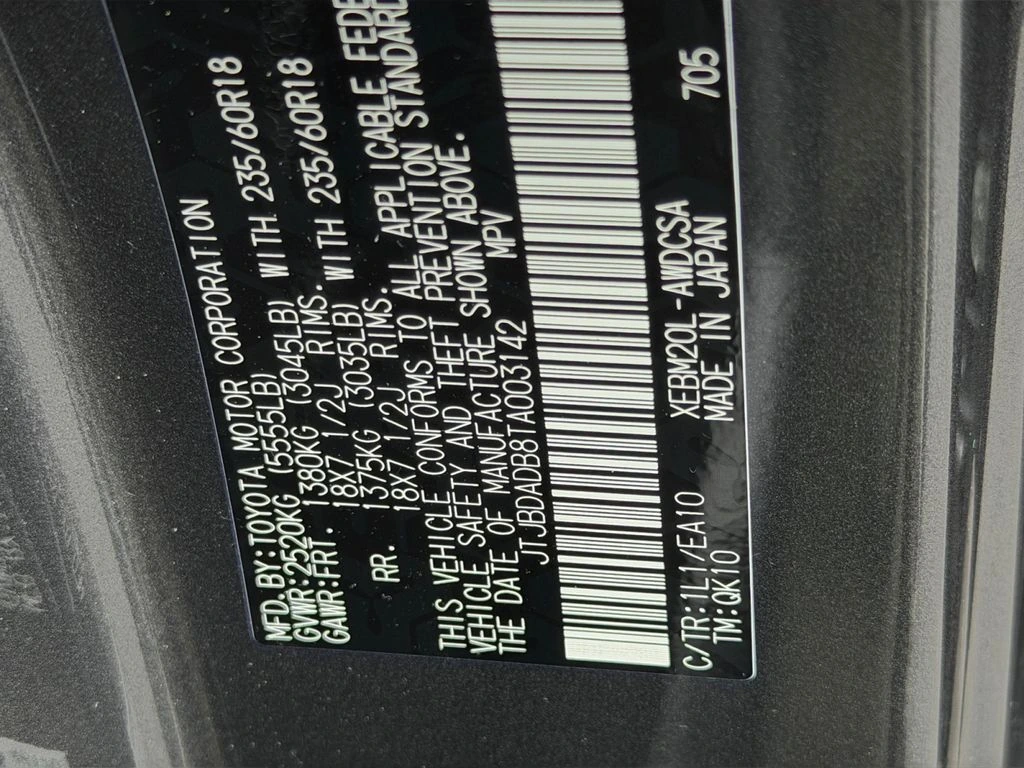 MFD.BY:TOYOTA MOTOR CORPORATION
GVWR:2520KG (5555LB)
GAWR:FRT. 1380KG (3045LB) WITH 235/60R18
18X7 1/2J RIMS.
RR. 1375KG (3035LB) WITH 235/60R18
18X7 1/2J RIMS.
THIS VEHICLE CONFORMS TO ALL APPLICABLE FEDE
VEHICLE SAFETY AND THEFT PREVENTION STANDARD
THE DATE OF MANUFACTURE SHOWN ABOVE.
JTJBDADB8TA003142 MPV
XEBM20L-AWDCSA 705
C/TR:1L1/EA10 MADE IN JAPAN
TM:QK10